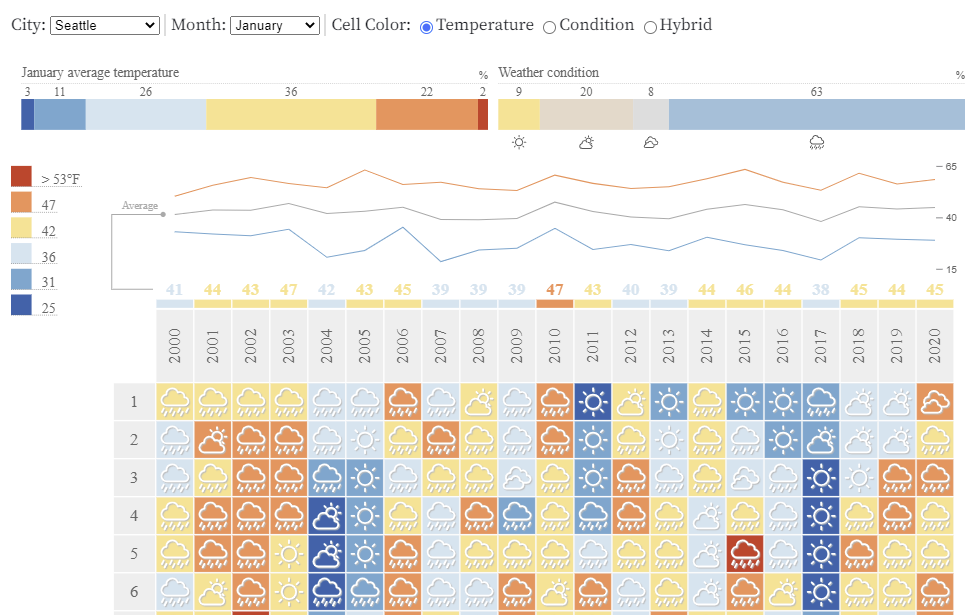 City: Seattle Month: January Cell Color: Temperature Condition Hybrid
January average temperature % Weather condition %
3 11 26 36 22 2 9 20 8 63
65
> 53°F
47
Average
42
40
36
31
15
25
41 44 43 47 42 43 45 39 39 39 47 43 40 39 44 46 44 38 45 44 45
2000 2001 2002 2003 2004 2005 2006 2007 2008 2009 2010 2011 2012 2013 2014 2015 2016 2017 2018 2019 2020
1
2
3
4
5
6